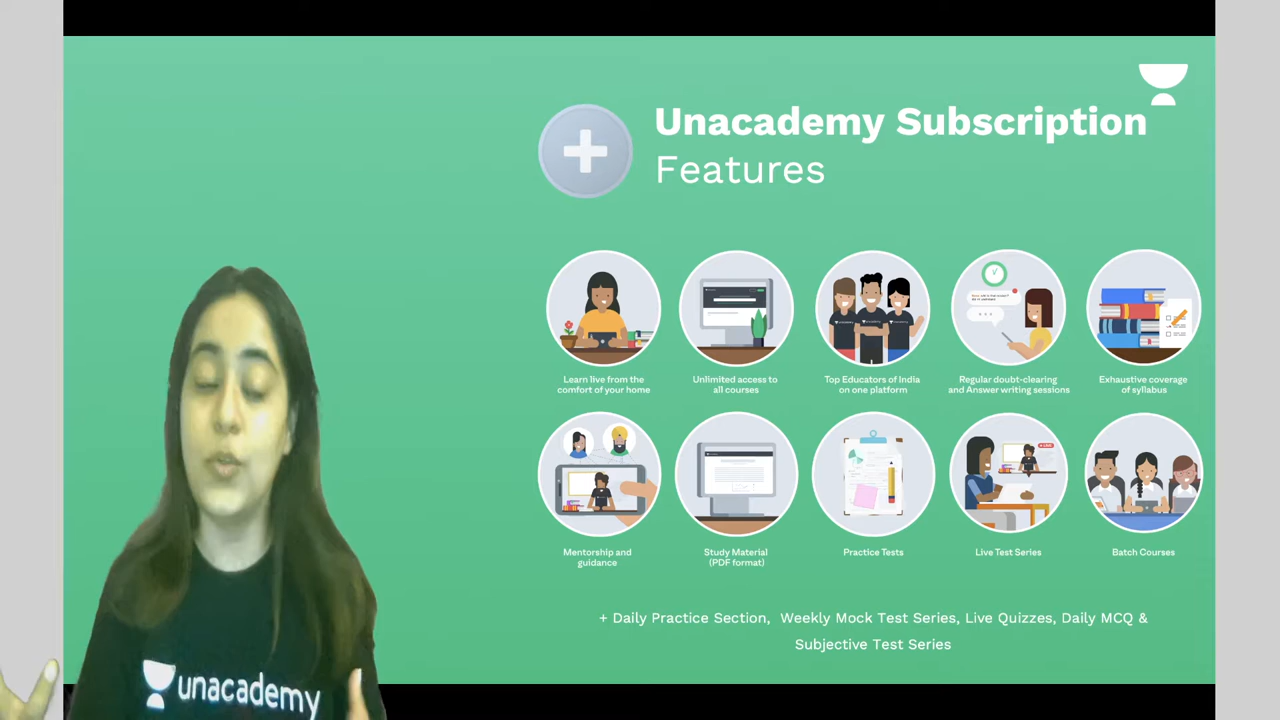 Unacademy Subscription
Features
Learn live from the
comfort of your home
Unlimited access to
all courses
Top Educators of India
on one platform
Regular doubt-clearing
and Answer writing sessions
Exhaustive coverage
of syllabus
Mentorship and
guidance
Study Material
(PDF format)
Practice Tests
Live Test Series
Batch Courses
+ Daily Practice Section, Weekly Mock Test Series, Live Quizzes, Daily MCQ &
Subjective Test Series
unacademy